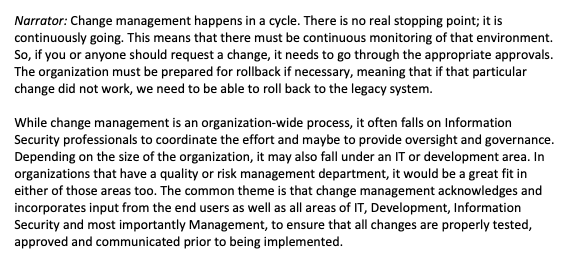 Narrator: Change management happens in a cycle. There is no real stopping point; it is
continuously going. This means that there must be continuous monitoring of that environment.
So, if you or anyone should request a change, it needs to go through the appropriate approvals.
The organization must be prepared for rollback if necessary, meaning that if that particular
change did not work, we need to be able to roll back to the legacy system.

While change management is an organization-wide process, it often falls on Information
Security professionals to coordinate the effort and maybe to provide oversight and governance.
Depending on the size of the organization, it may also fall under an IT or development area. In
organizations that have a quality or risk management department, it would be a great fit in
either of those areas too. The common theme is that change management acknowledges and
incorporates input from the end users as well as all areas of IT, Development, Information
Security and most importantly Management, to ensure that all changes are properly tested,
approved and communicated prior to being implemented.